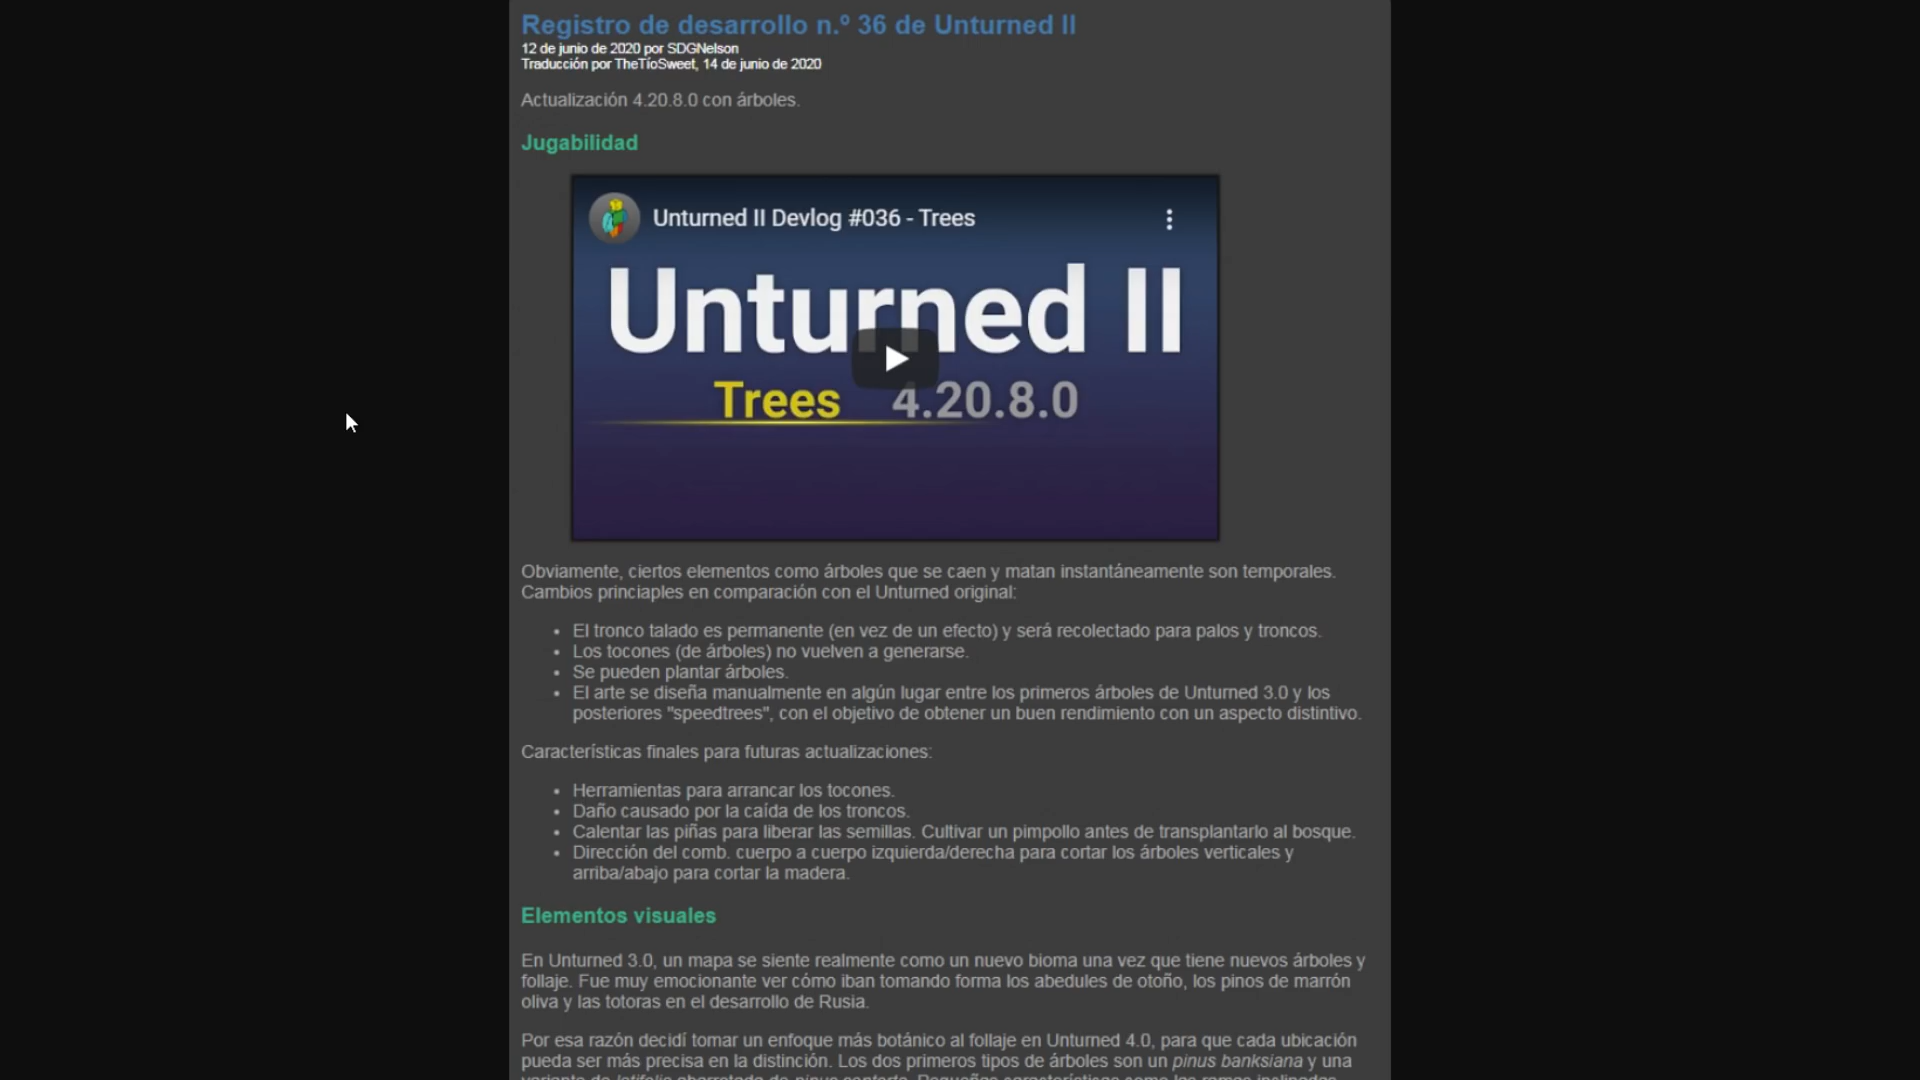 Registro de desarrollo n.º 36 de Unturned II
12 de junio de 2020 por SDGNelson
Traducción por TheTíoSweet, 14 de junio de 2020
Actualización 4.20.8.0 con árboles.
Jugabilidad
Unturned II Devlog #036 - Trees
Unturned II
Trees 4.20.8.0
Obviamente, ciertos elementos como árboles que se caen y matan instantáneamente son temporales.
Cambios princiaples en comparación con el Unturned original:
• El tronco talado es permanente (en vez de un efecto) y será recolectado para palos y troncos.
• Los tocones (de árboles) no vuelven a generarse.
• Se pueden plantar árboles.
• El arte se diseña manualmente en algún lugar entre los primeros árboles de Unturned 3.0 y los
posteriores "speedtrees", con el objetivo de obtener un buen rendimiento con un aspecto distintivo.
Características finales para futuras actualizaciones:
• Herramientas para arrancar los tocones.
• Daño causado por la caída de los troncos.
• Calentar las piñas para liberar las semillas. Cultivar un pimpollo antes de transplantarlo al bosque.
• Dirección del comb. cuerpo a cuerpo izquierda/derecha para cortar los árboles verticales y
arriba/abajo para cortar la madera.
Elementos visuales
En Unturned 3.0, un mapa se siente realmente como un nuevo bioma una vez que tiene nuevos árboles y
follaje. Fue muy emocionante ver cómo iban tomando forma los abedules de otoño, los pinos de marrón
oliva y las totoras en el desarrollo de Rusia.
Por esa razón decidí tomar un enfoque más botánico al follaje en Unturned 4.0, para que cada ubicación
pueda ser más precisa en la distinción. Los dos primeros tipos de árboles son un pinus banksiana y una